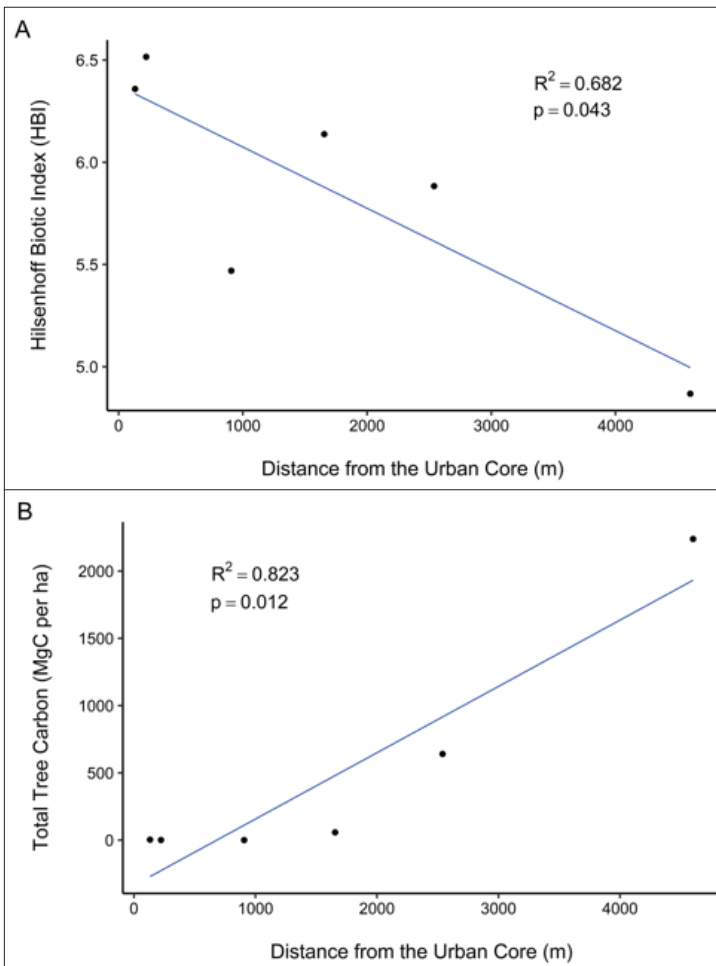 A
Hilsenhoff Biotic Index (HBI)
6.5
6.0
5.5
5.0
R² = 0.682
p = 0.043
0 1000 2000 3000 4000
Distance from the Urban Core (m)
B
Total Tree Carbon (MgC per ha)
2000
1500
1000
500
0
R² = 0.823
p = 0.012
0 1000 2000 3000 4000
Distance from the Urban Core (m)